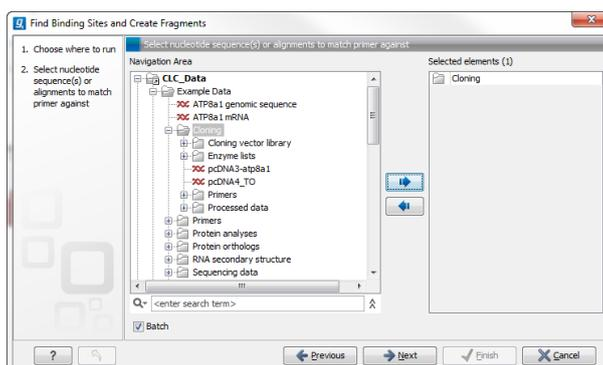 Find Binding Sites and Create Fragments
1. Choose where to run
2. Select nucleotide
sequence(s) or
alignments to match
primer against
Select nucleotide sequence(s) or alignments to match primer against
Navigation Area
CLC_Data
Example Data
ATP8a1 genomic sequence
ATP8a1 mRNA
Cloning
Cloning vector library
Enzyme lists
pcDNA3-atp8a1
pcDNA4_TO
Primers
Processed data
Primers
Protein analyses
Protein orthologs
RNA secondary structure
Sequencing data
<enter search term>
Batch
Selected elements (1)
Cloning
?
Previous
Next
Finish
Cancel